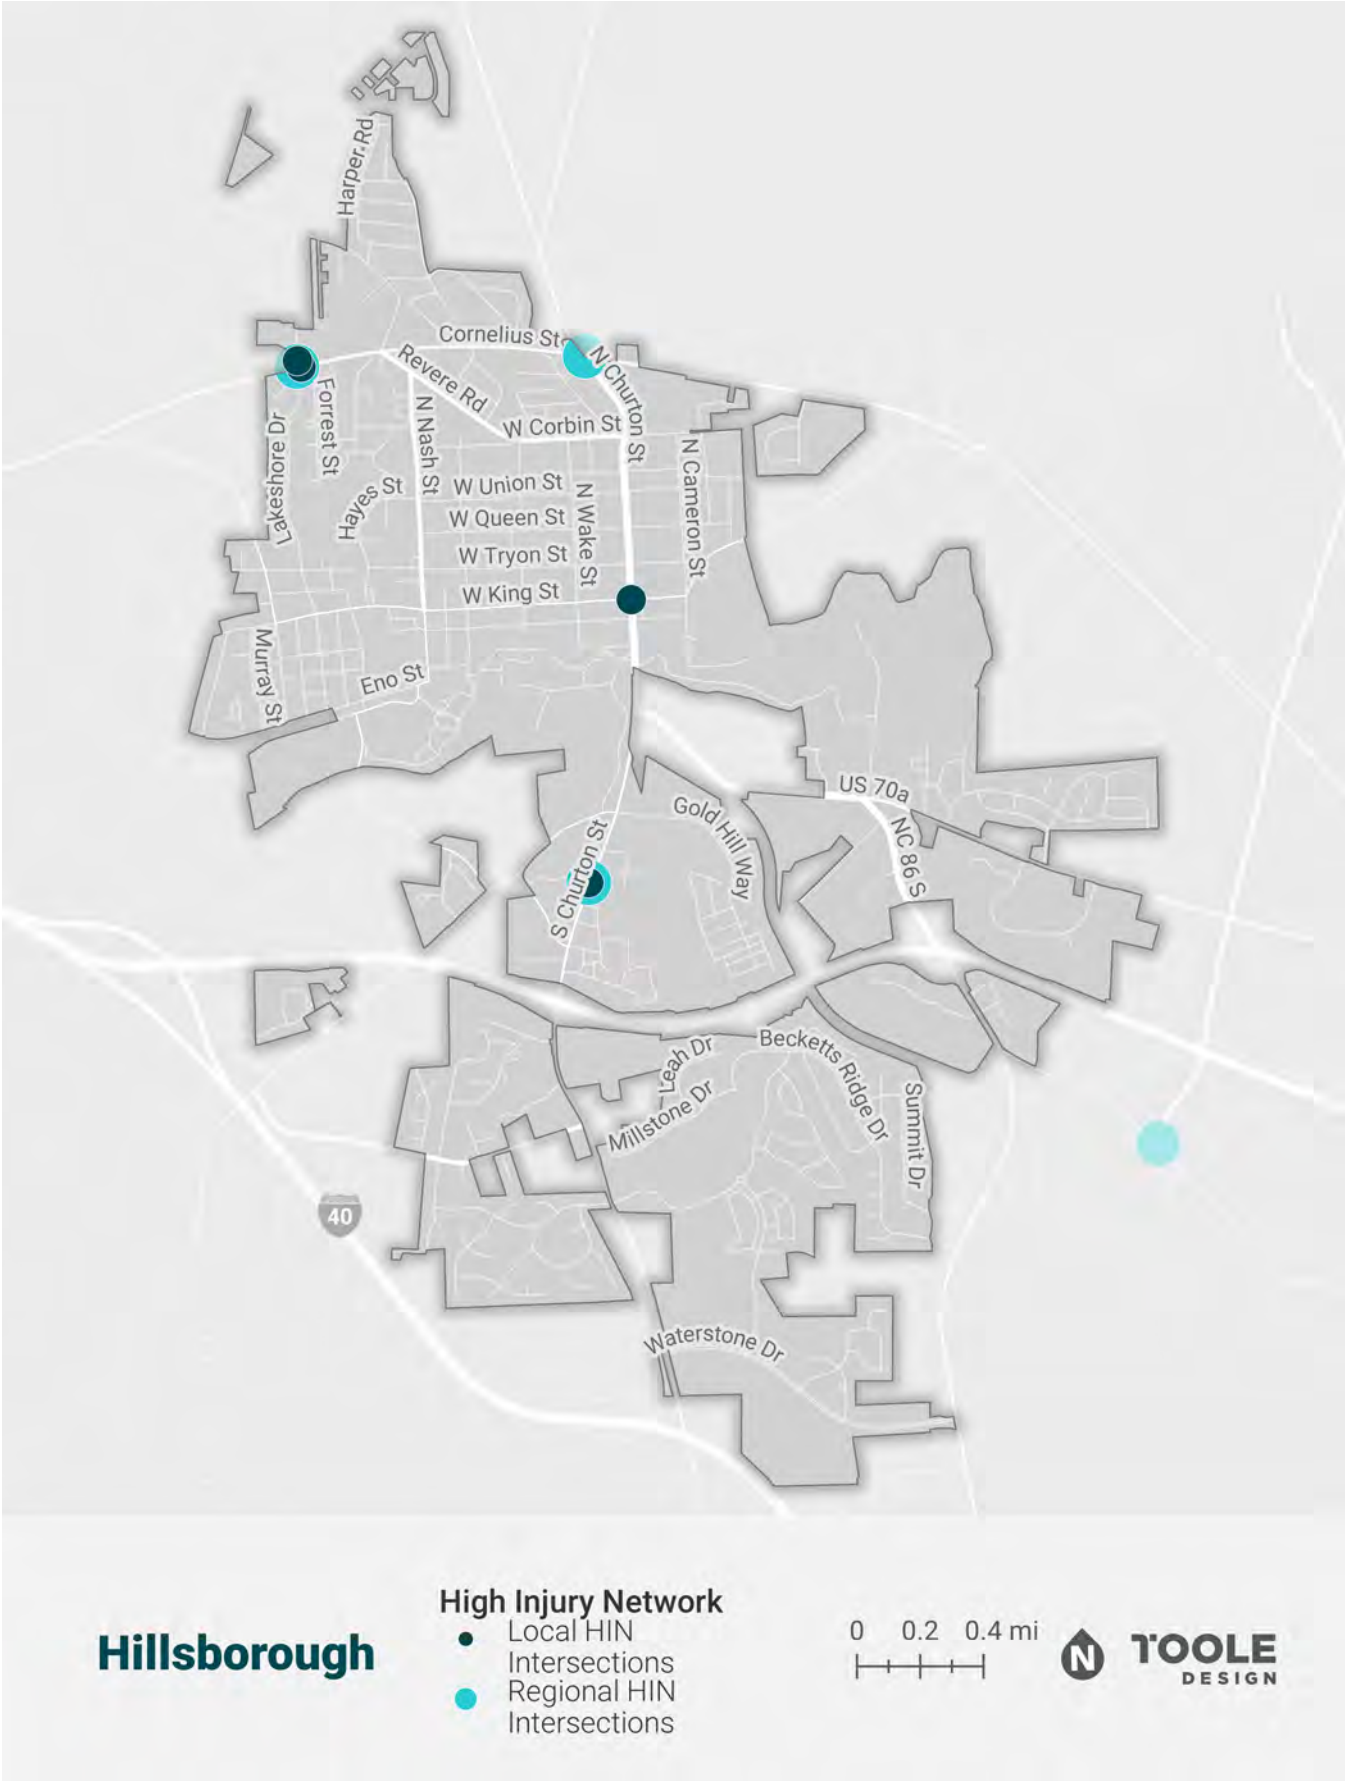 Harper Rd
Cornelius St
N Churton St
Revere Rd
Forrest St
Lakeshore Dr
N Nash St
W Corbin St
Hayes St
W Union St
N Cameron St
N Wake St
W Queen St
W Tryon St
W King St
Murray St
Eno St
US 70a
Gold Hill Way
NC 86 S
S Churton St
Leah Dr
Becketts Ridge Dr
Millstone Dr
Summit Dr
40
Waterstone Dr
Hillsborough
High Injury Network
Local HIN
Intersections
Regional HIN
Intersections
0 0.2 0.4 mi
N
TOOLE
DESIGN